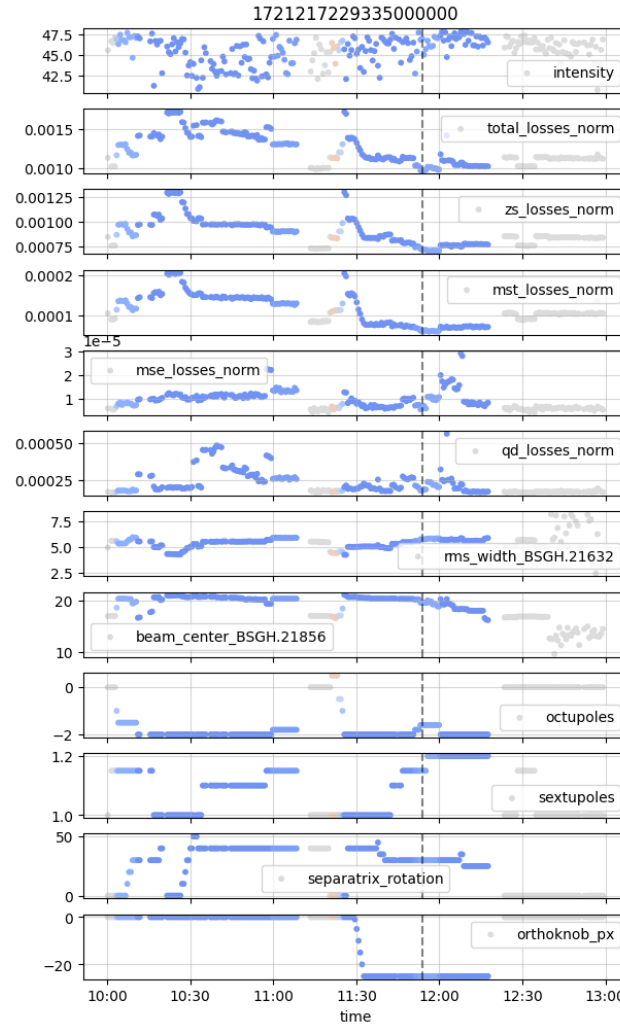 1721217229335000000
47.5
45.0
42.5
intensity
0.0015
0.0010
total_losses_norm
0.00125
0.00100
0.00075
zs_losses_norm
0.0002
0.0001
mst_losses_norm
1e−5
3
2
1
mse_losses_norm
0.00050
0.00025
qd_losses_norm
7.5
5.0
2.5
rms_width_BSGH.21632
20
10
beam_center_BSGH.21856
0
−2
octupoles
1.2
1.0
sextupoles
50
0
separatrix_rotation
0
−20
orthoknob_px
10:00 10:30 11:00 11:30 12:00 12:30 13:00
time